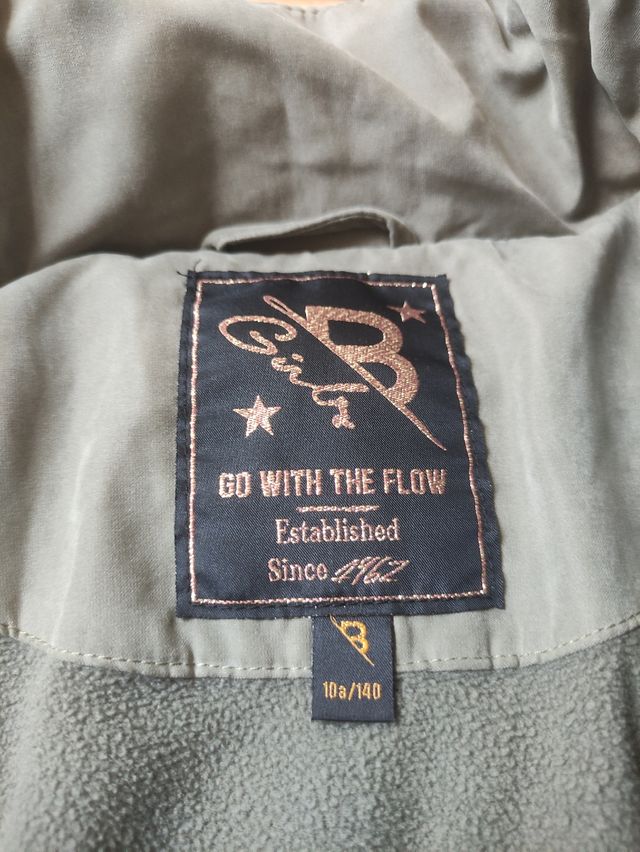 Girls B
GO WITH THE FLOW
Established
Since 1962
B
10a/140